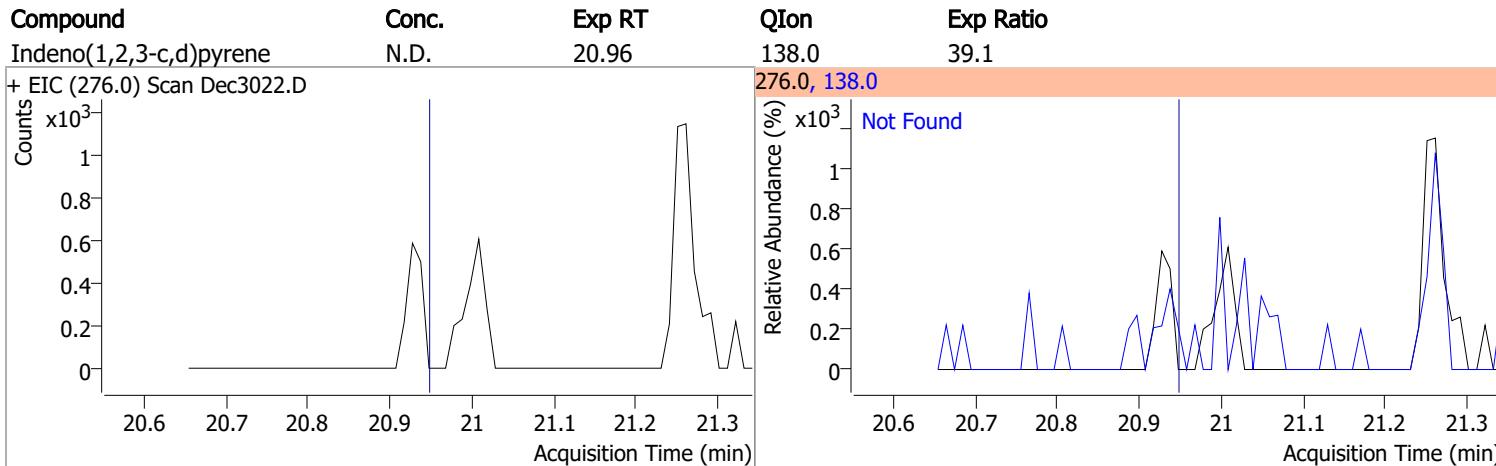 Compound Conc. Exp RT QIon Exp Ratio
Indeno(1,2,3-c,d)pyrene N.D. 20.96 138.0 39.1
+ EIC (276.0) Scan Dec3022.D
Counts
x10³
1
0.8
0.6
0.4
0.2
0
20.6 20.7 20.8 20.9 21 21.1 21.2 21.3
Acquisition Time (min)
276.0, 138.0
Relative Abundance (%)
x10³
Not Found
1
0.8
0.6
0.4
0.2
0
20.6 20.7 20.8 20.9 21 21.1 21.2 21.3
Acquisition Time (min)